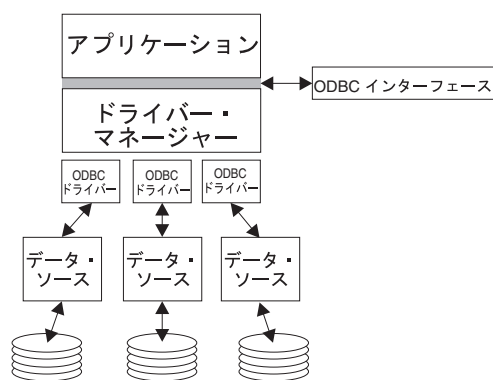 アプリケーション
ODBC インターフェース
ドライバー・
マネージャー
ODBC
ドライバー
ODBC
ドライバー
ODBC
ドライバー
データ・
ソース
データ・
ソース
データ・
ソース